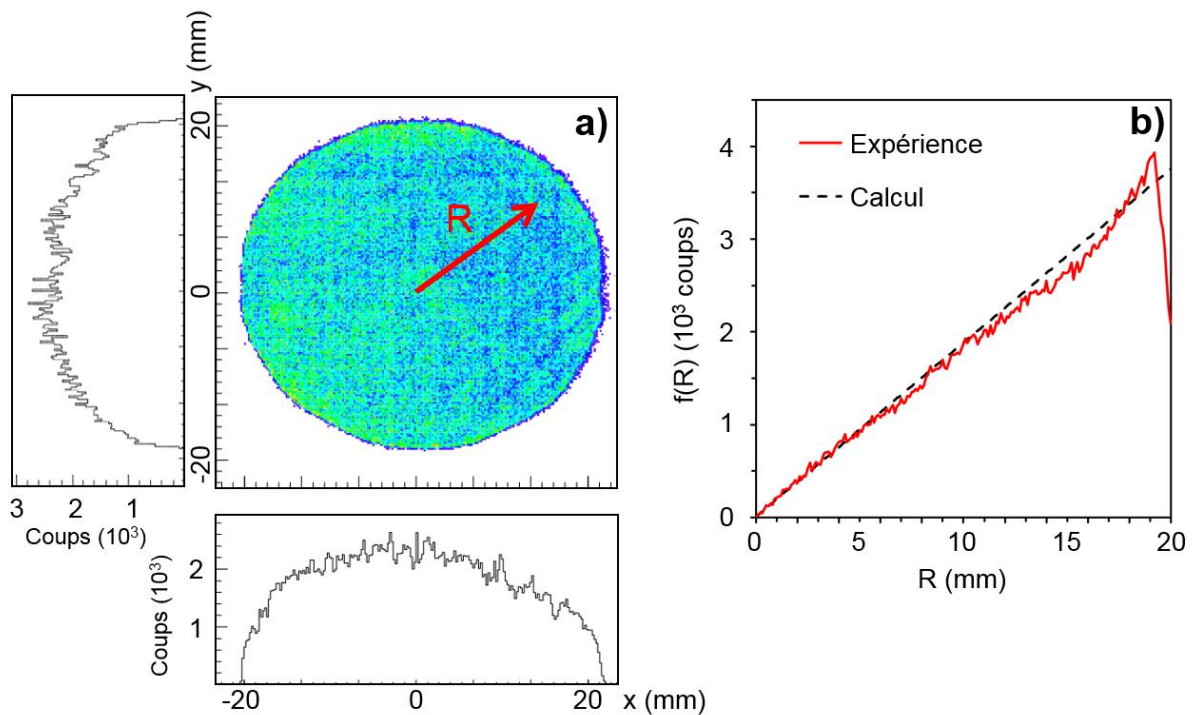 y (mm)
20
0
-20
3 2 1
Coups (10³)
a)
R
Coups (10³)
2
1
-20 0 20 x (mm)
b)
Expérience
Calcul
f(R) (10³ coups)
4
3
2
1
0
0 5 10 15 20
R (mm)